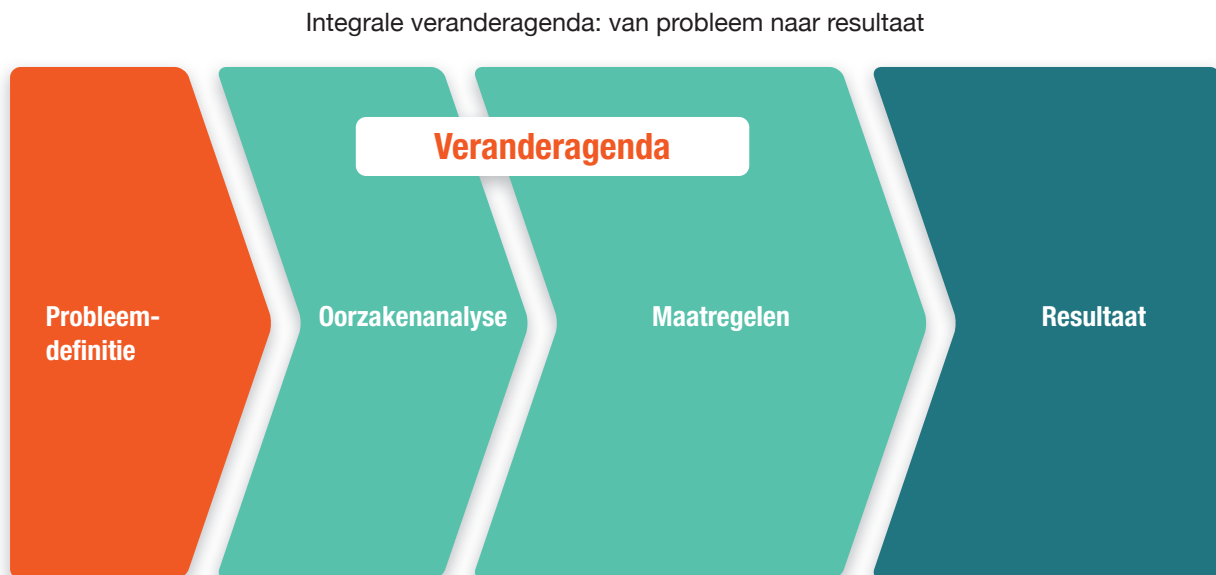 Integrale veranderagenda: van probleem naar resultaat
Veranderagenda
Probleem-
definitie
Oorzakenanalyse
Maatregelen
Resultaat